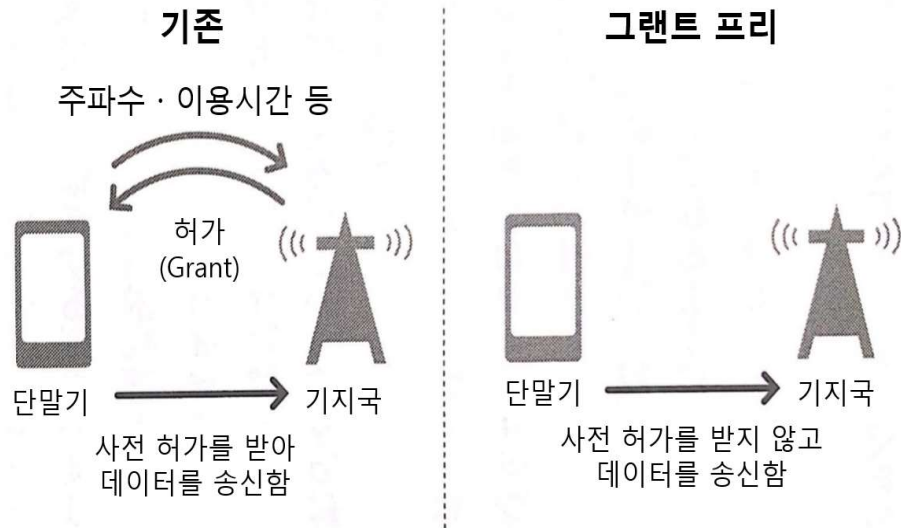 기존
주파수 · 이용시간 등
허가
(Grant)
단말기
기지국
사전 허가를 받아
데이터를 송신함
그랜트 프리
단말기
기지국
사전 허가를 받지 않고
데이터를 송신함